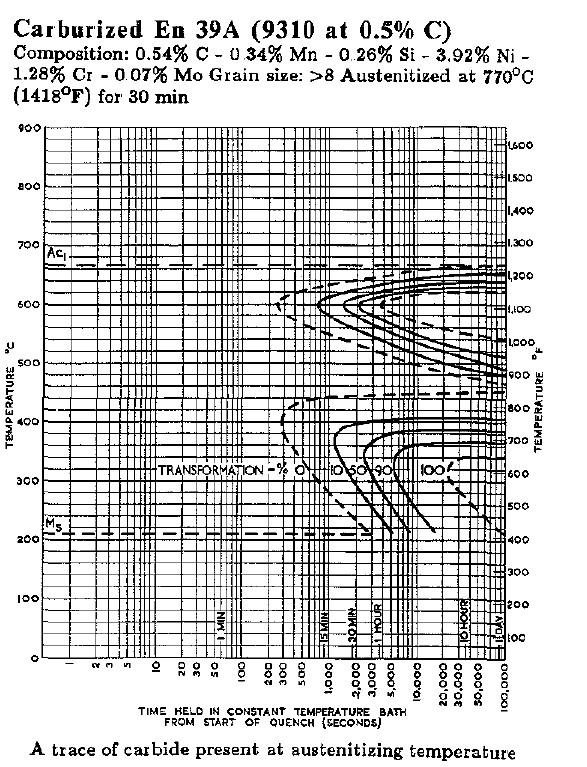 Carburized En 39A (9310 at 0.5% C)
Composition: 0.54% C - 0.34% Mn - 0.26% Si - 3.92% Ni -
1.28% Cr - 0.07% Mo Grain size: >8 Austenitized at 770°C
(1418°F) for 30 min
900
800
700
600
500
400
300
200
100
0
°C
TEMPERATURE
1,600
1,500
1,400
1,300
1,200
1,100
1,000
900
800
700
600
500
400
300
200
100
°F
TEMPERATURE
Ac1
TRANSFORMATION - % 0 10 50 90 100
Ms
1 MIN
15 MIN
30 MIN
1 HOUR
10 HOUR
1 DAY
1 2 3 5 10 20 30 50 100 200 300 500 1,000 2,000 3,000 5,000 10,000 20,000 30,000 50,000 100,000
TIME HELD IN CONSTANT TEMPERATURE BATH
FROM START OF QUENCH (SECONDS)
A trace of carbide present at austenitizing temperature